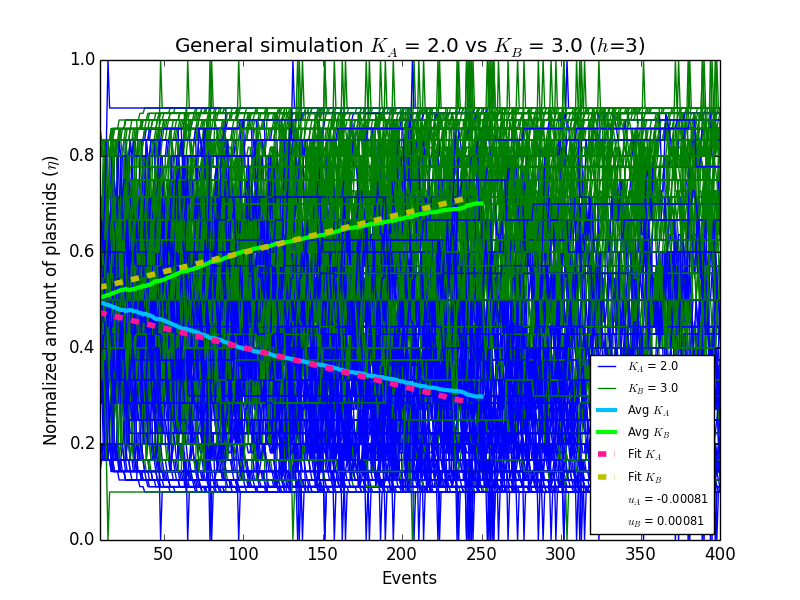 General simulation K_A = 2.0 vs K_B = 3.0 (h=3)
Normalized amount of plasmids (η)
1.0
0.8
0.6
0.4
0.2
0.0
K_A = 2.0
K_B = 3.0
Avg K_A
Avg K_B
Fit K_A
Fit K_B
u_A = -0.00081
u_B = 0.00081
50 100 150 200 250 300 350 400
Events